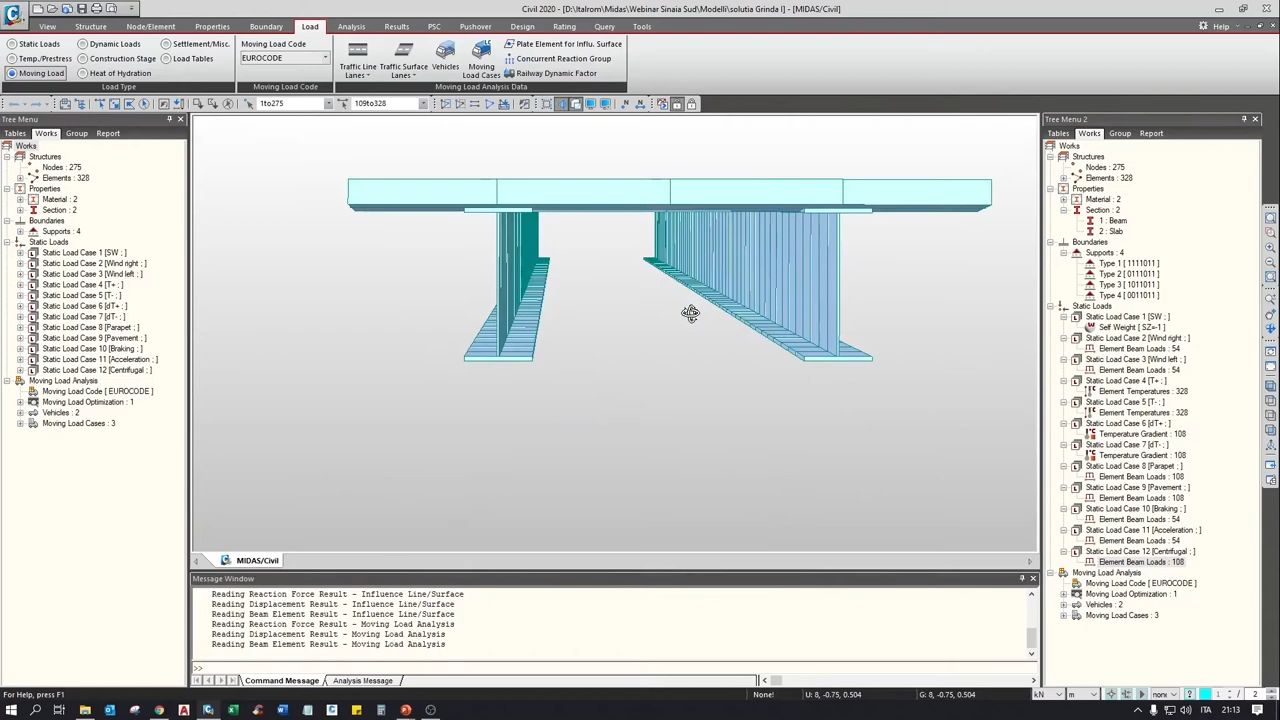 Civil 2020 - [D:\Italrom\Midas\Webinar Sinaia Sud\Modelli\solutia Grinda I] - [MIDAS/Civil]
View Structure Node/Element Properties Boundary Load Analysis Results PSC Pushover Design Rating Query Tools Help
Static Loads Dynamic Loads Settlement/Misc. Moving Load Code
Temp./Prestress Construction Stage Load Tables EUROCODE
Moving Load Heat of Hydration
Traffic Line Lanes Traffic Surface Lanes Vehicles Moving Load Cases
Plate Element for Influ. Surface
Concurrent Reaction Group
Railway Dynamic Factor
Load Type Moving Load Code Moving Load Analysis Data
1to275 109to328
Tree Menu
Tables Works Group Report
Works
Structures
Nodes : 275
Elements : 328
Properties
Material : 2
Section : 2
Boundaries
Supports : 4
Static Loads
Static Load Case 1 [SW ; ]
Static Load Case 2 [Wind right ; ]
Static Load Case 3 [Wind left ; ]
Static Load Case 4 [T+ ; ]
Static Load Case 5 [T- ; ]
Static Load Case 6 [dT+ ; ]
Static Load Case 7 [dT- ; ]
Static Load Case 8 [Parapet ; ]
Static Load Case 9 [Pavement ; ]
Static Load Case 10 [Braking ; ]
Static Load Case 11 [Acceleration ; ]
Static Load Case 12 [Centrifugal ; ]
Moving Load Analysis
Moving Load Code [ EUROCODE ]
Moving Load Optimization : 1
Vehicles : 2
Moving Load Cases : 3
MIDAS/Civil
Message Window
Reading Reaction Force Result - Influence Line/Surface
Reading Displacement Result - Influence Line/Surface
Reading Beam Element Result - Influence Line/Surface
Reading Reaction Force Result - Moving Load Analysis
Reading Displacement Result - Moving Load Analysis
Reading Beam Element Result - Moving Load Analysis
>>
Command Message Analysis Message
Tree Menu 2
Tables Works Group Report
Works
Structures
Nodes : 275
Elements : 328
Properties
Material : 2
Section : 2
1 : Beam
2 : Slab
Boundaries
Supports : 4
Type 1 [1111011 ]
Type 2 [0111011 ]
Type 3 [1011011 ]
Type 4 [0011011 ]
Static Loads
Static Load Case 1 [SW ; ]
Self Weight [ SZ=-1 ]
Static Load Case 2 [Wind right ; ]
Element Beam Loads : 54
Static Load Case 3 [Wind left ; ]
Element Beam Loads : 54
Static Load Case 4 [T+ ; ]
Element Temperatures : 328
Static Load Case 5 [T- ; ]
Element Temperatures : 328
Static Load Case 6 [dT+ ; ]
Temperature Gradient : 108
Static Load Case 7 [dT- ; ]
Temperature Gradient : 108
Static Load Case 8 [Parapet ; ]
Element Beam Loads : 108
Static Load Case 9 [Pavement ; ]
Element Beam Loads : 108
Static Load Case 10 [Braking ; ]
Element Beam Loads : 54
Static Load Case 11 [Acceleration ; ]
Element Beam Loads : 54
Static Load Case 12 [Centrifugal ; ]
Element Beam Loads : 108
Moving Load Analysis
Moving Load Code [ EUROCODE ]
Moving Load Optimization : 1
Vehicles : 2
Moving Load Cases : 3
For Help, press F1 None! U: 8, -0.75, 0.504 G: 8, -0.75, 0.504 kN m none 1 / 2
ITA 21:13